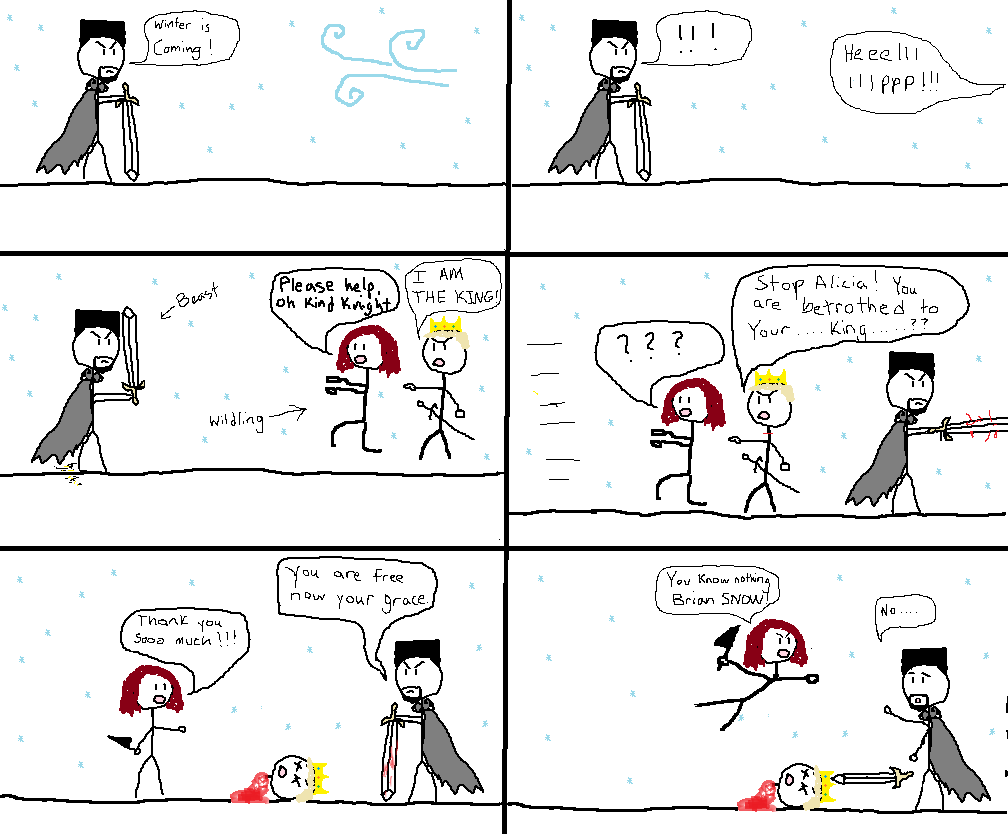 Winter is
Coming!
!! !
Heeelll
lllppp!!!
Beast
Please help,
oh Kind Knight
I AM
THE KING!
Wildling
Stop Alicia! You
are betrothed to
Your.....King.....??
? ? ?
Thank you
Sooo much!!!
You are free
now your grace
You Know nothing
Brian SNOW!
No....